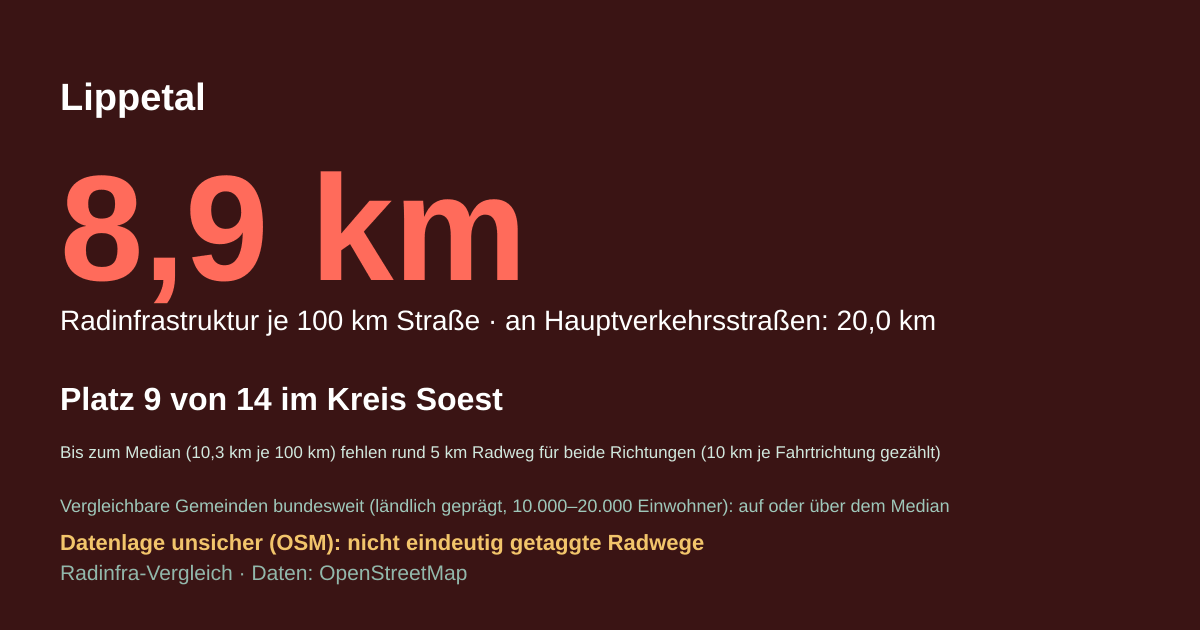 Lippetal
8,9 km
Radinfrastruktur je 100 km Straße · an Hauptverkehrsstraßen: 20,0 km
Platz 9 von 14 im Kreis Soest
Bis zum Median (10,3 km je 100 km) fehlen rund 5 km Radweg für beide Richtungen (10 km je Fahrtrichtung gezählt)
Vergleichbare Gemeinden bundesweit (ländlich geprägt, 10.000–20.000 Einwohner): auf oder über dem Median
Datenlage unsicher (OSM): nicht eindeutig getaggte Radwege
Radinfra-Vergleich · Daten: OpenStreetMap